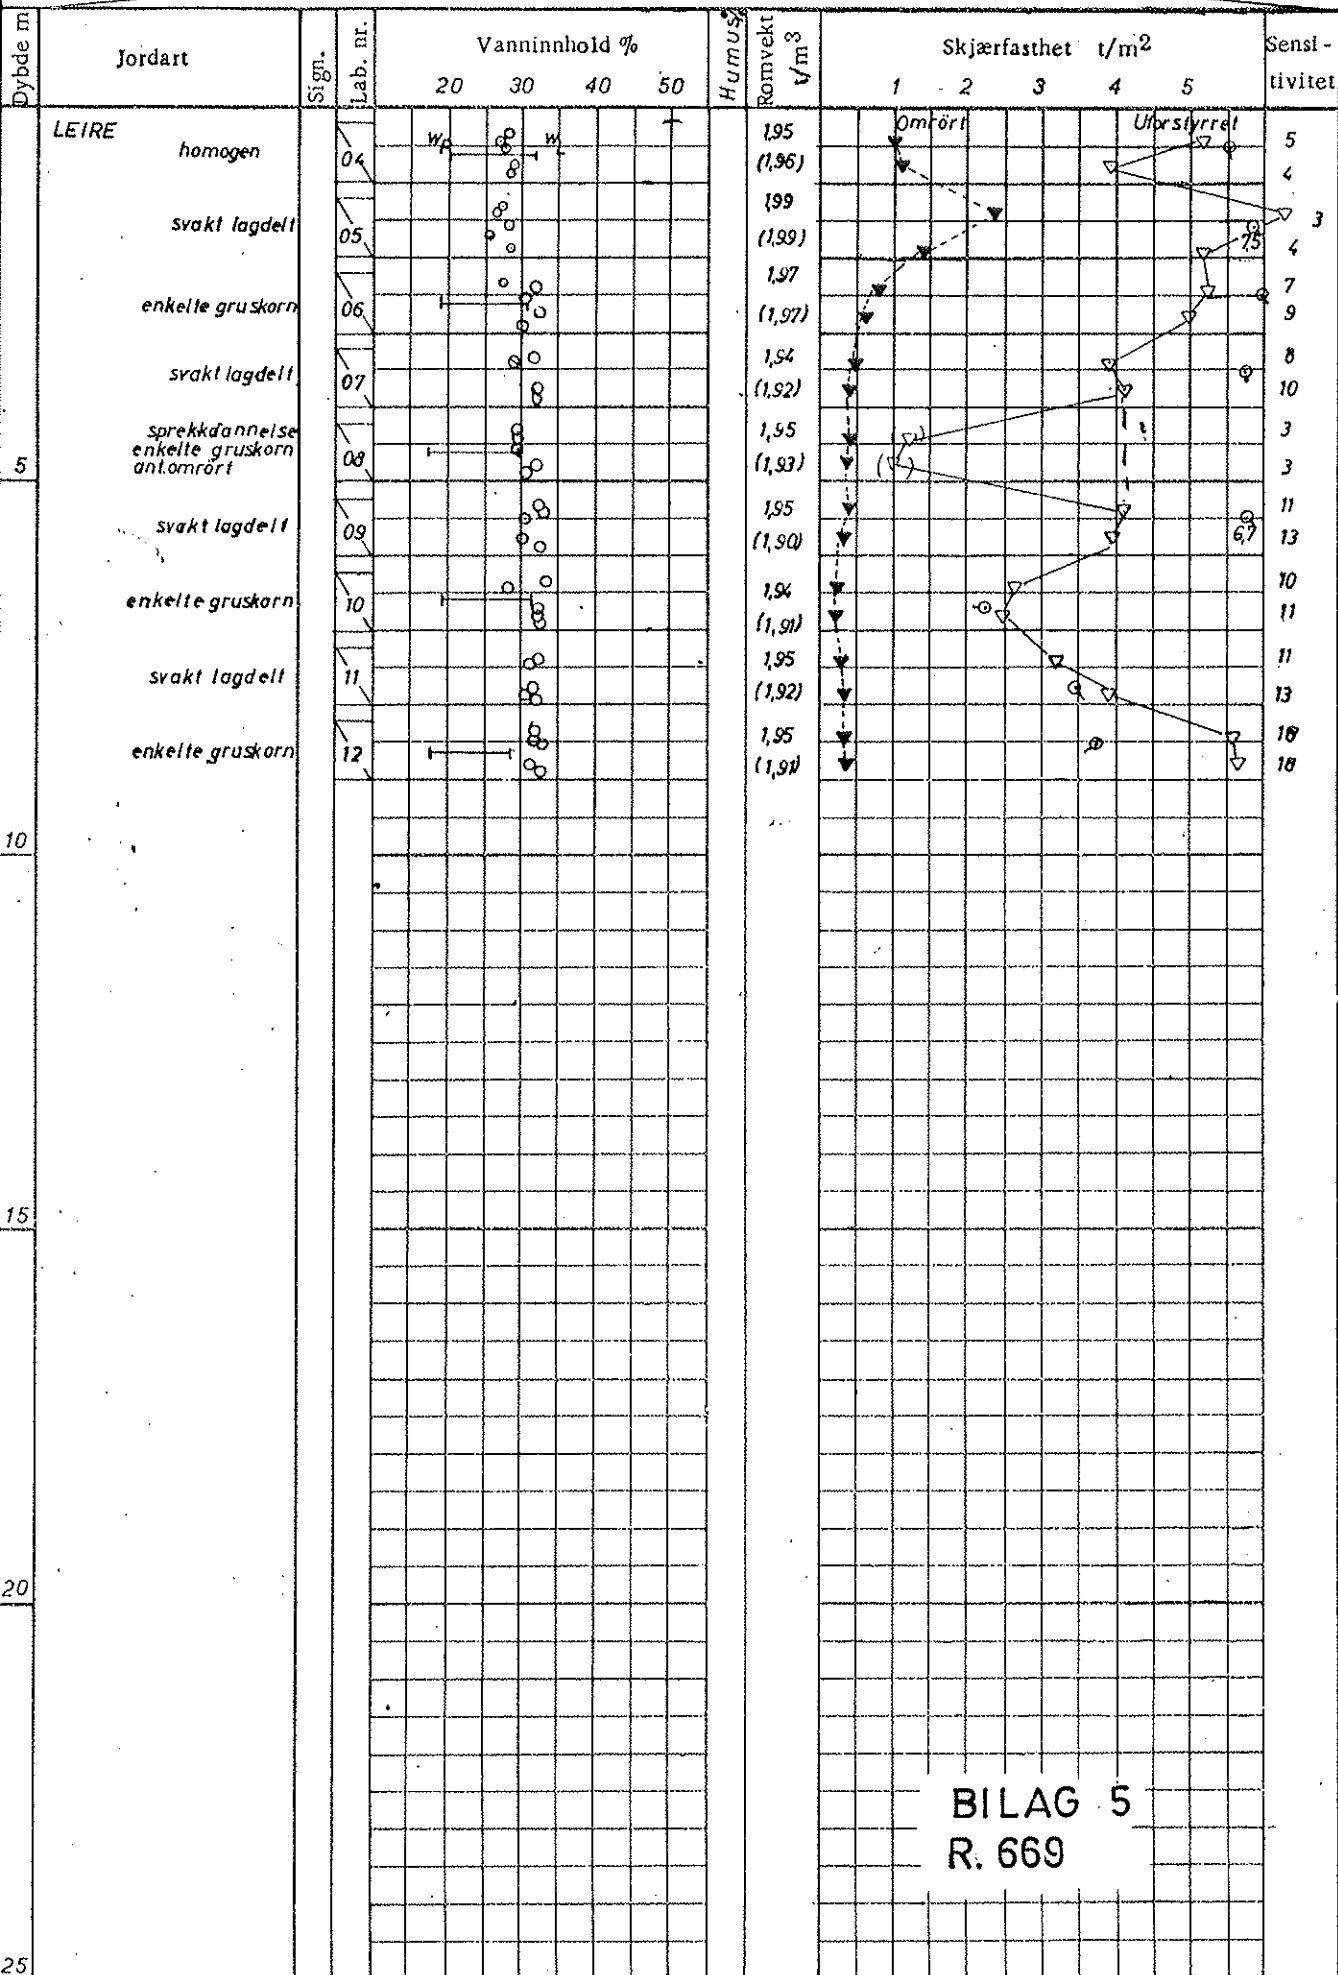 Dybde m
Jordart
Sign.
Lab. nr.
Vanninnhold %
20 30 40 50
Humus %
Romvekt t/m³
Skjærfasthet t/m²
1 2 3 4 5
Sensi-
tivitet
LEIRE
homogen
04
Wp W
1,95
(1,96)
Omrört Uforstyrret
5
4
svakt lagdelt
05
1,99
(1,99)
7,5
3
4
enkelte gruskorn
06
1,97
(1,97)
7
9
svakt lagdelt
07
1,94
(1,92)
8
10
sprekkdannelse
enkelte gruskorn
ant.omrört
08
1,95
(1,93)
3
3
5
svakt lagdelt
09
1,95
(1,90)
6,7
11
13
enkelte gruskorn
10
1,94
(1,91)
10
11
svakt lagdelt
11
1,95
(1,92)
11
13
enkelte gruskorn
12
1,95
(1,91)
18
10
15
20
25
BILAG 5
R. 669